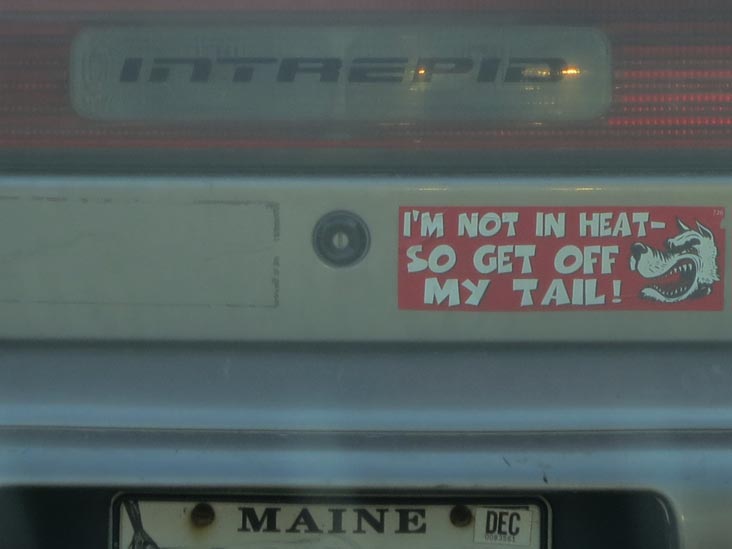 INTREPID
I'M NOT IN HEAT-
SO GET OFF
MY TAIL!
MAINE
DEC